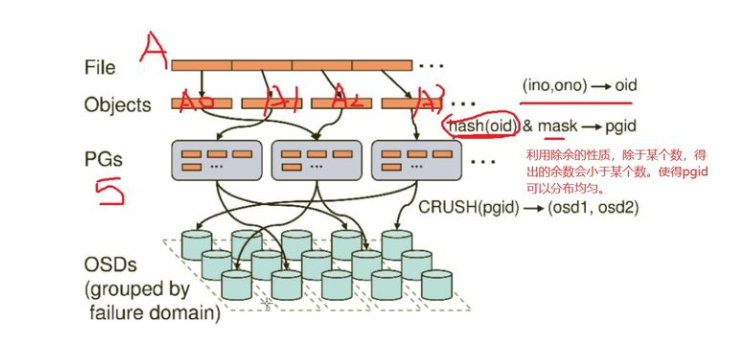 A
File
(ino,ono) → oid
Objects
A0 A1 A2 A3
hash(oid) & mask → pgid
PGs
利用除余的性质，除于某个数，得
出的余数会小于某个数。使得pgid
可以分布均匀。
5
CRUSH(pgid) → (osd1, osd2)
OSDs
(grouped by
failure domain)